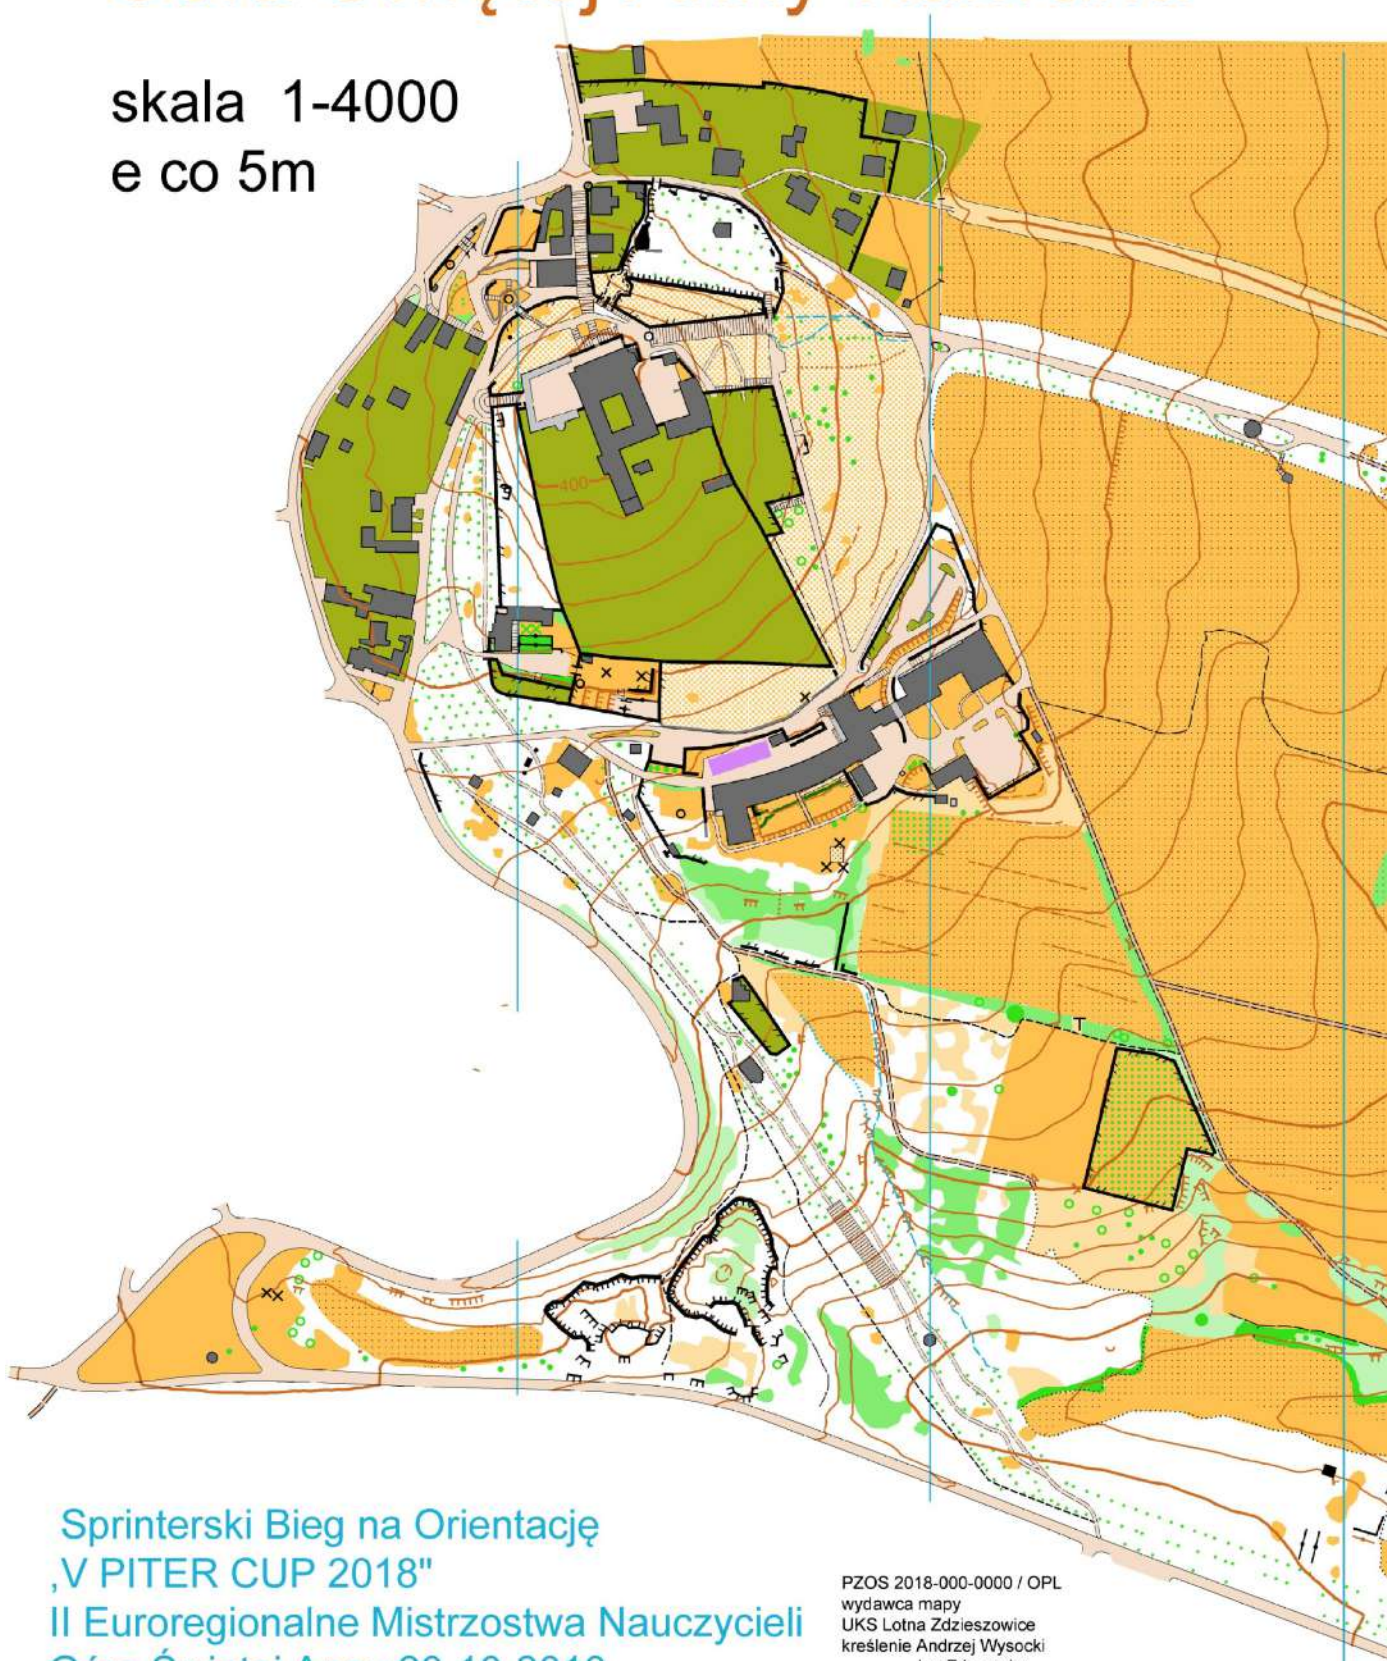 skala 1-4000
e co 5m
400
T
Sprinterski Bieg na Orientację
„V PITER CUP 2018"
II Euroregionalne Mistrzostwa Nauczycieli
PZOS 2018-000-0000 / OPL
wydawca mapy
UKS Lotna Zdzieszowice
kreślenie Andrzej Wysocki